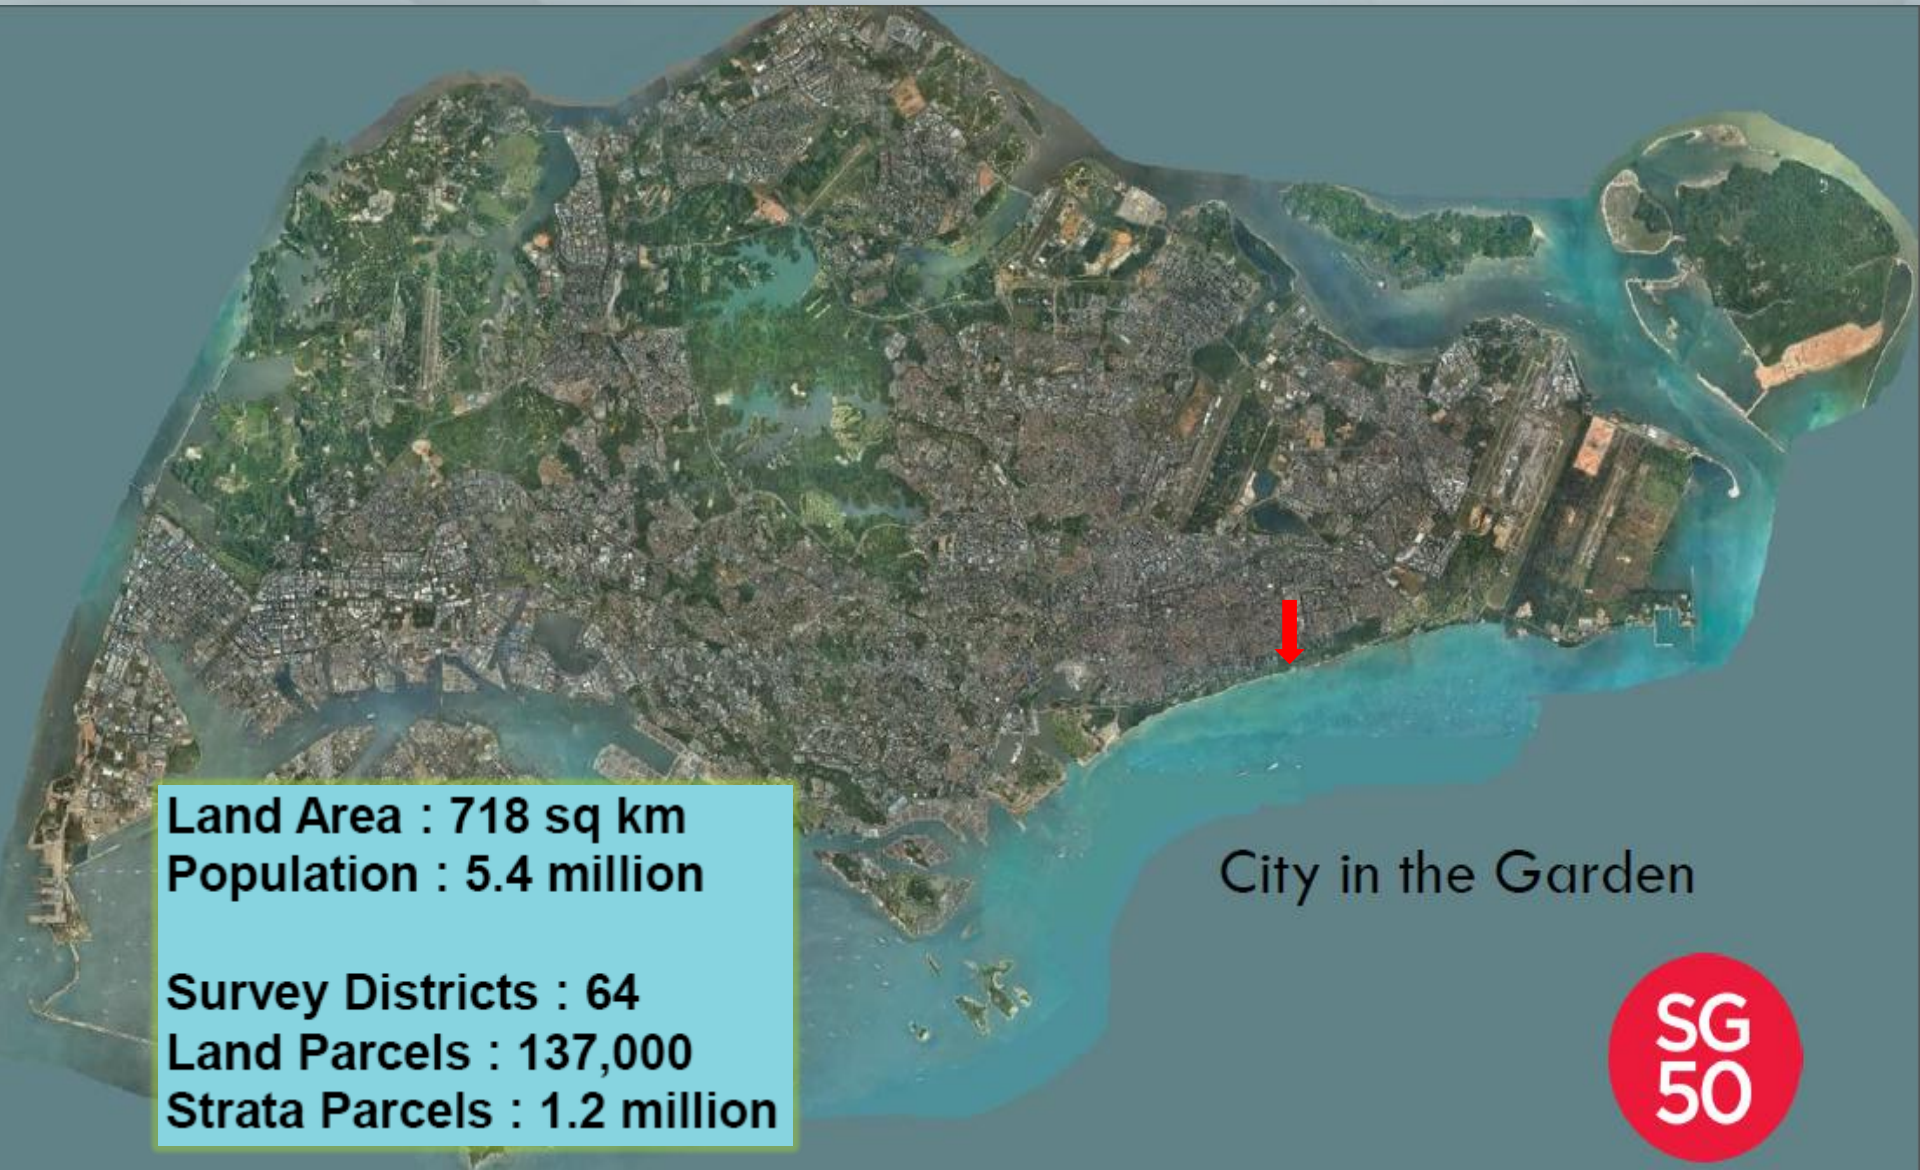 Land Area : 718 sq km
Population : 5.4 million
Survey Districts : 64
Land Parcels : 137,000
Strata Parcels : 1.2 million
City in the Garden
SG
50